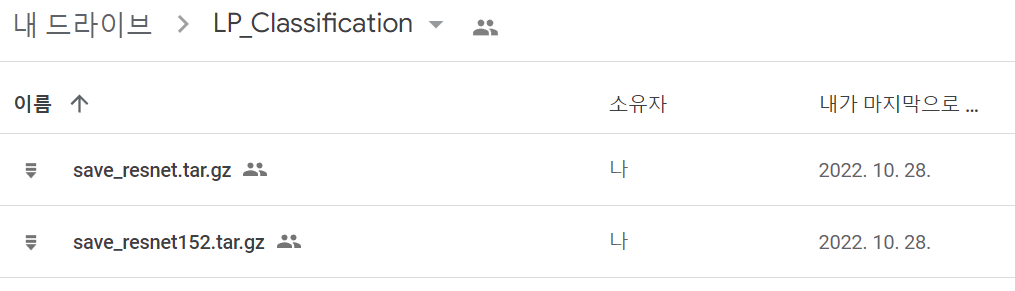 내 드라이브 > LP_Classification
이름 ↑ 소유자 내가 마지막으로 ...
save_resnet.tar.gz 나 2022. 10. 28.
save_resnet152.tar.gz 나 2022. 10. 28.